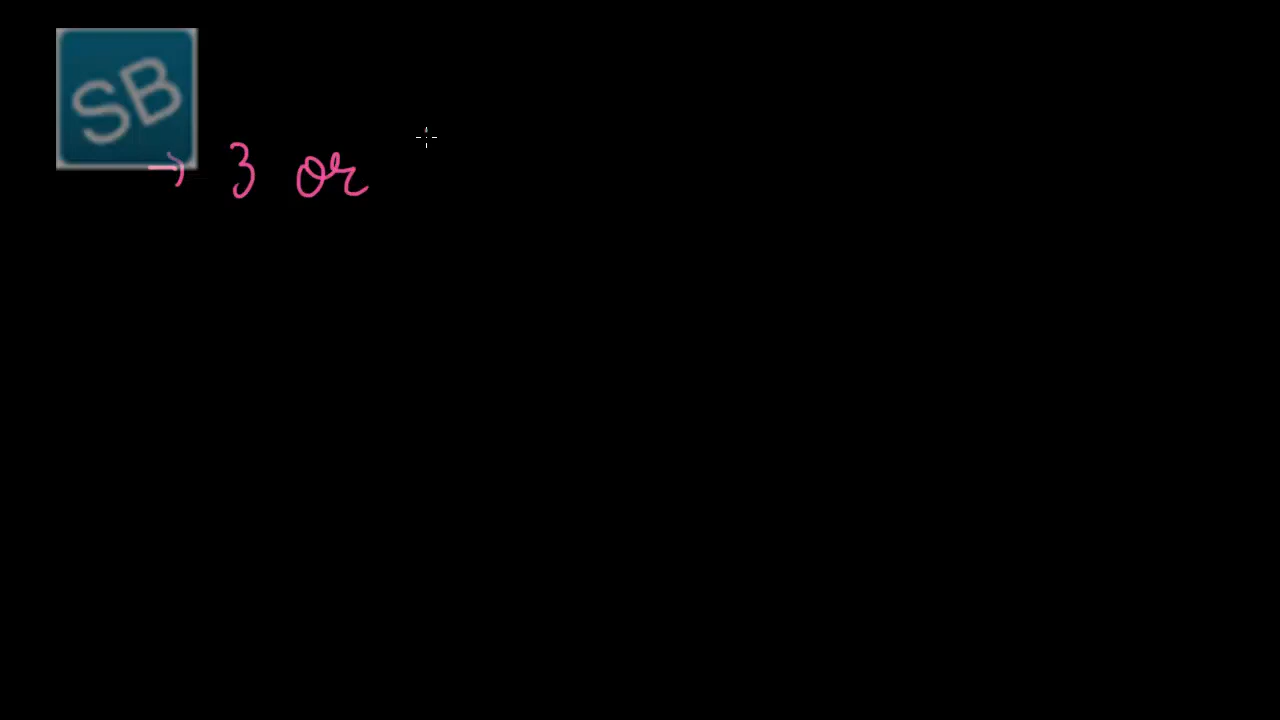 SB
→ 3 or